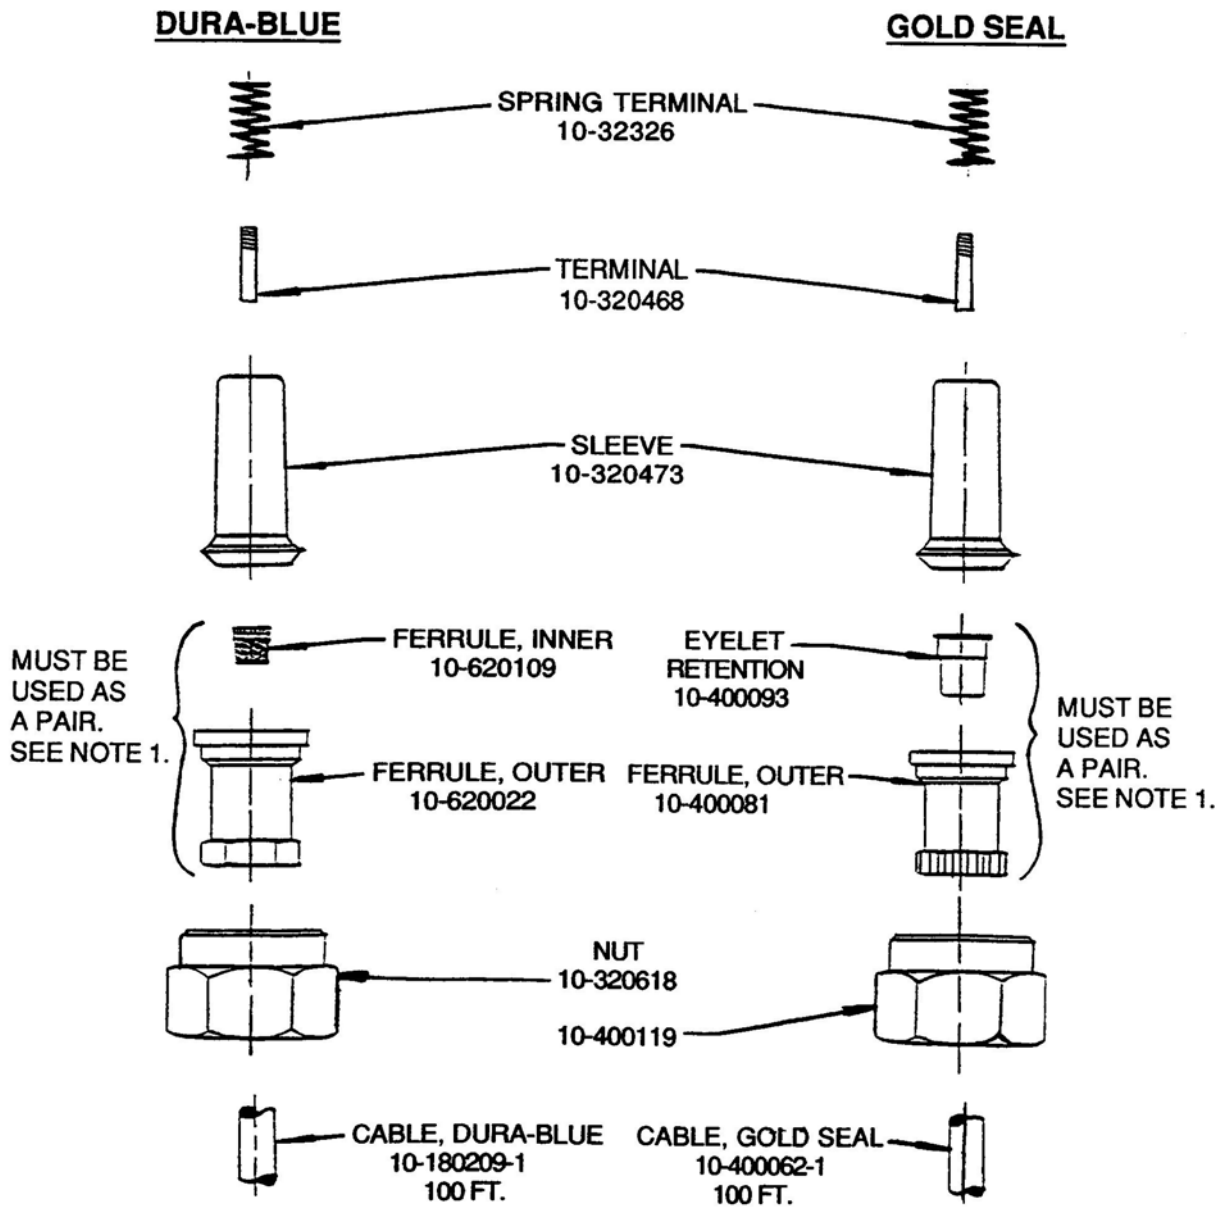 DURA-BLUE
GOLD SEAL
SPRING TERMINAL
10-32326
TERMINAL
10-320468
SLEEVE
10-320473
MUST BE
USED AS
A PAIR.
SEE NOTE 1.
FERRULE, INNER
10-620109
EYELET
RETENTION
10-400093
FERRULE, OUTER
10-620022
FERRULE, OUTER
10-400081
MUST BE
USED AS
A PAIR.
SEE NOTE 1.
NUT
10-320618
10-400119
CABLE, DURA-BLUE
10-180209-1
100 FT.
CABLE, GOLD SEAL
10-400062-1
100 FT.